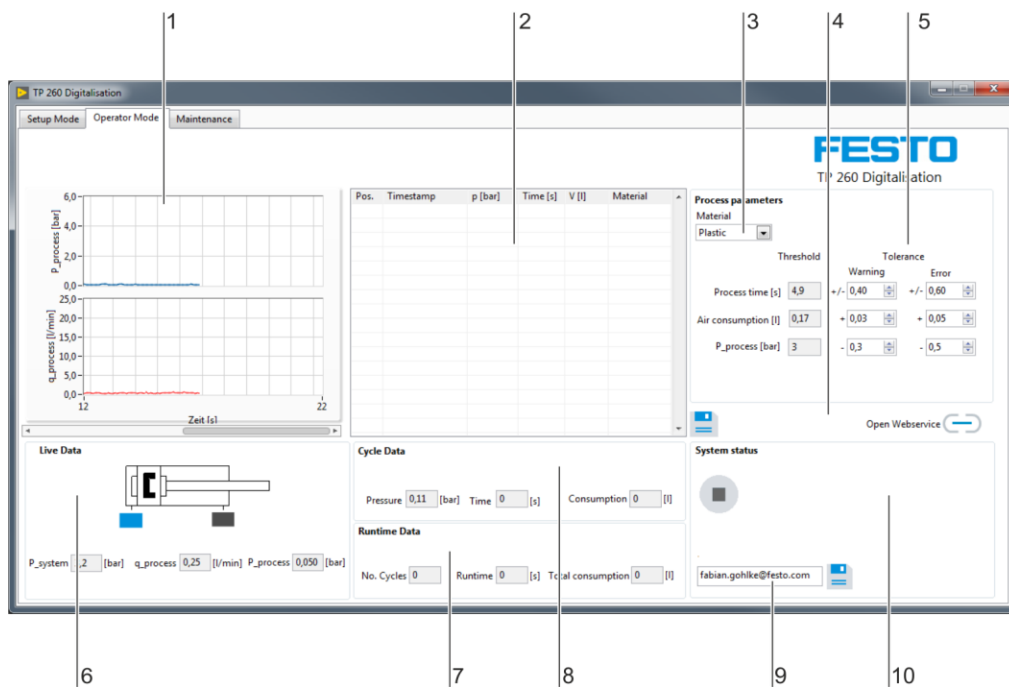 1 2 3 4 5
TP 260 Digitalisation
Setup Mode Operator Mode Maintenance
FESTO
TP 260 Digitalisation
6,0
4,0
2,0
0,0
P_process [bar]
25,0
20,0
15,0
10,0
5,0
0,0
q_process [l/min]
12 22
Zeit [s]
Pos. Timestamp p [bar] Time [s] V [l] Material
Process parameters
Material
Plastic
Threshold Tolerance
Warning Error
Process time [s] 4,9 +/- 0,40 +/- 0,60
Air consumption [l] 0,17 + 0,03 + 0,05
P_process [bar] 3 - 0,3 - 0,5
Open Webservice
Live Data
P_system ,2 [bar] q_process 0,25 [l/min] P_process 0,050 [bar]
Cycle Data
Pressure 0,11 [bar] Time 0 [s] Consumption 0 [l]
Runtime Data
No. Cycles 0 Runtime 0 [s] Total consumption 0 [l]
System status
fabian.gohlke@festo.com
6 7 8 9 10